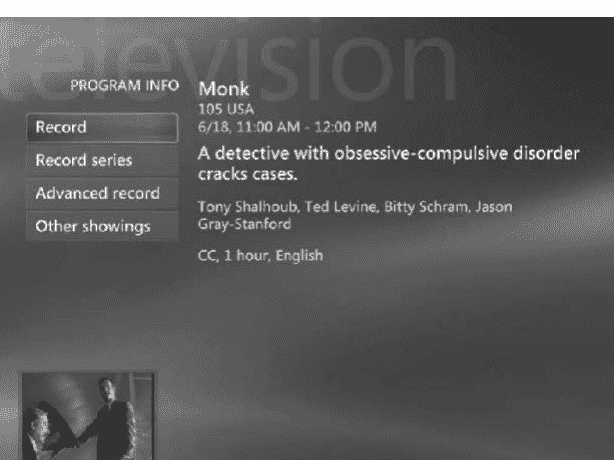 television
PROGRAM INFO
Monk
105 USA
6/18, 11:00 AM - 12:00 PM
Record
Record series
Advanced record
Other showings
A detective with obsessive-compulsive disorder
cracks cases.
Tony Shalhoub, Ted Levine, Bitty Schram, Jason
Gray-Stanford
CC, 1 hour, English